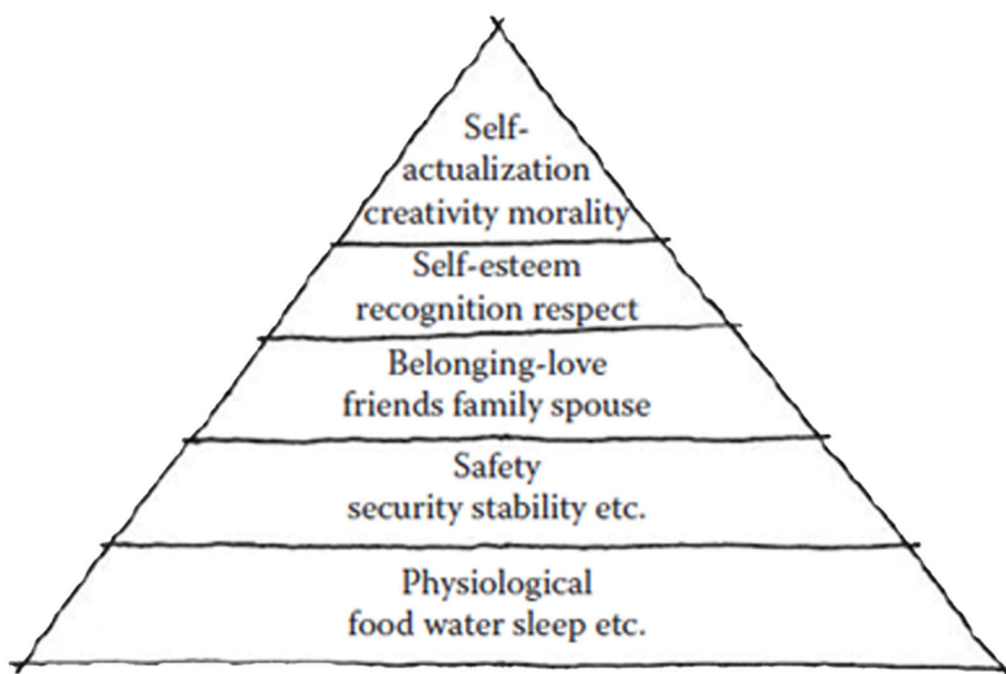 Self-
actualization
creativity morality
Self-esteem
recognition respect
Belonging-love
friends family spouse
Safety
security stability etc.
Physiological
food water sleep etc.